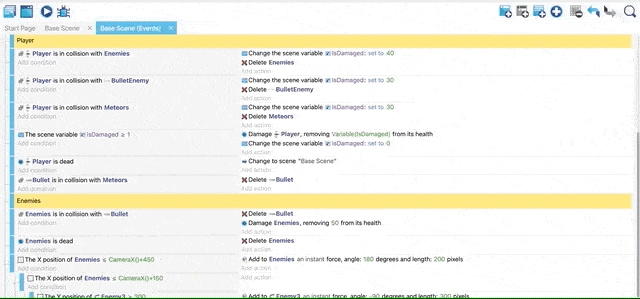 Start Page Base Scene × Base Scene (Events) ×
Player
Player is in collision with Enemies Change the scene variable IsDamaged: set to 40
Add condition Delete Enemies
Add action
Player is in collision with BulletEnemy Change the scene variable IsDamaged: set to 30
Add condition Delete BulletEnemy
Add action
Player is in collision with Meteors Change the scene variable IsDamaged: set to 30
Add condition Delete Meteors
Add action
The scene variable IsDamaged ≥ 1 Damage Player, removing Variable(IsDamaged) from its health
Add condition Change the scene variable IsDamaged: set to 0
Add action
Player is dead Change to scene "Base Scene"
Add condition Add action
Bullet is in collision with Meteors Delete Bullet
Add condition Add action
Enemies
Enemies is in collision with Bullet Delete Bullet
Add condition Damage Enemies, removing 50 from its health
Add action
Enemies is dead Delete Enemies
Add condition Add action
The X position of Enemies ≤ CameraX()+450 Add to Enemies an instant force, angle: 180 degrees and length: 200 pixels
Add condition Add action
The X position of Enemies ≤ CameraX()+150
Add condition Add action
The Y position of Enemy3 ≥ 300 Add to Enemy3 an instant force, angle: -90 degrees and length: 300 pixels